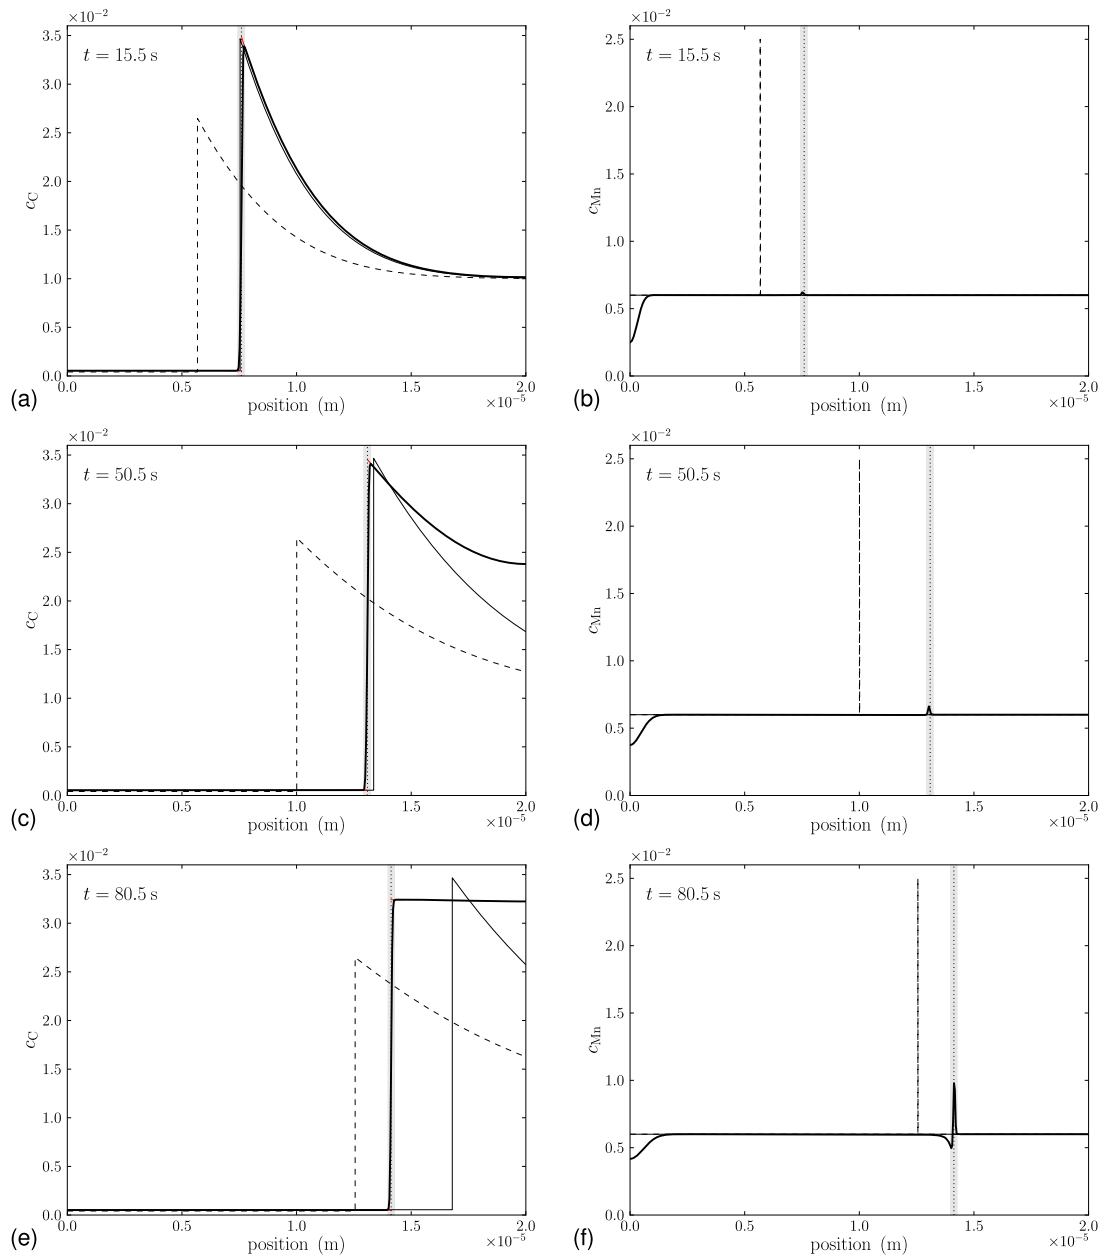 ×10⁻² ×10⁻²
t = 15.5 s t = 15.5 s
3.5 3.0 2.5 2.0 1.5 1.0 0.5 0.0
c_C
0.0 0.5 1.0 1.5 2.0
position (m) ×10⁻⁵
(a)
2.5 2.0 1.5 1.0 0.5 0.0
c_Mn
0.0 0.5 1.0 1.5 2.0
position (m) ×10⁻⁵
(b)
×10⁻² ×10⁻²
t = 50.5 s t = 50.5 s
3.5 3.0 2.5 2.0 1.5 1.0 0.5 0.0
c_C
0.0 0.5 1.0 1.5 2.0
position (m) ×10⁻⁵
(c)
2.5 2.0 1.5 1.0 0.5 0.0
c_Mn
0.0 0.5 1.0 1.5 2.0
position (m) ×10⁻⁵
(d)
×10⁻² ×10⁻²
t = 80.5 s t = 80.5 s
3.5 3.0 2.5 2.0 1.5 1.0 0.5 0.0
c_C
0.0 0.5 1.0 1.5 2.0
position (m) ×10⁻⁵
(e)
2.5 2.0 1.5 1.0 0.5 0.0
c_Mn
0.0 0.5 1.0 1.5 2.0
position (m) ×10⁻⁵
(f)